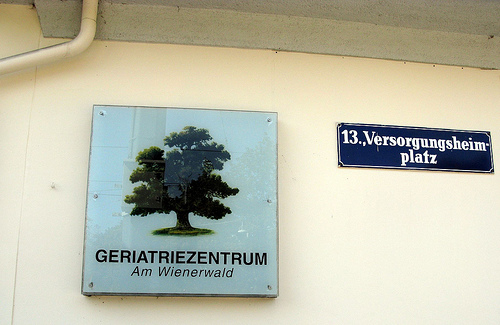 GERIATRIEZENTRUM
Am Wienerwald
13.,Versorgungsheim-
platz